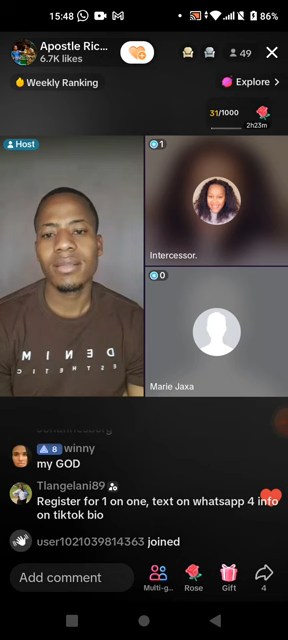 15:48
86%
Apostle Ric...
6.7K likes
49
Weekly Ranking
Explore >
31/1000
2h23m
Host
1
Intercessor.
0
Marie Jaxa
8 winny
my GOD
Tlangelani89
Register for 1 on one, text on whatsapp 4 info
on tiktok bio
user1021039814363 joined
Add comment
Multi-g...
Rose
Gift
4